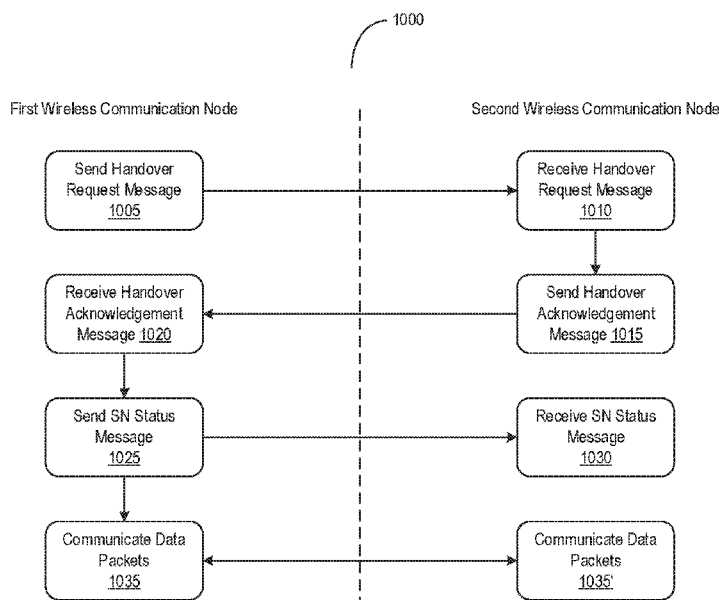 1000
First Wireless Communication Node
Second Wireless Communication Node
Send Handover
Request Message
1005
Receive Handover
Request Message
1010
Receive Handover
Acknowledgement
Message 1020
Send Handover
Acknowledgement
Message 1015
Send SN Status
Message
1025
Receive SN Status
Message
1030
Communicate Data
Packets
1035
Communicate Data
Packets
1035'